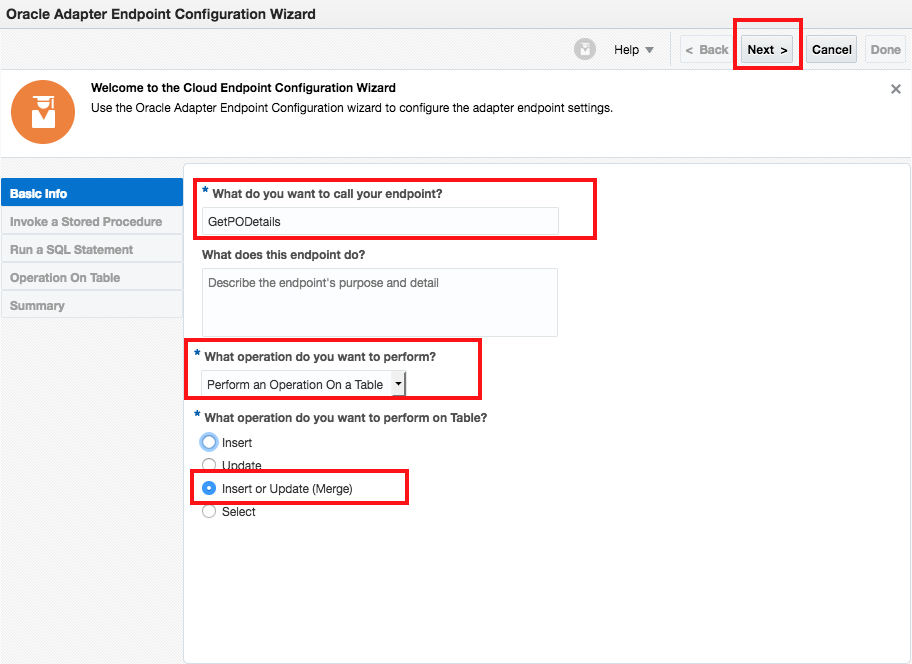 Oracle Adapter Endpoint Configuration Wizard
Help
< Back
Next >
Cancel
Done
Welcome to the Cloud Endpoint Configuration Wizard
Use the Oracle Adapter Endpoint Configuration wizard to configure the adapter endpoint settings.
Basic Info
Invoke a Stored Procedure
Run a SQL Statement
Operation On Table
Summary
* What do you want to call your endpoint?
GetPODetails
What does this endpoint do?
Describe the endpoint's purpose and detail
* What operation do you want to perform?
Perform an Operation On a Table
* What operation do you want to perform on Table?
Insert
Update
Insert or Update (Merge)
Select